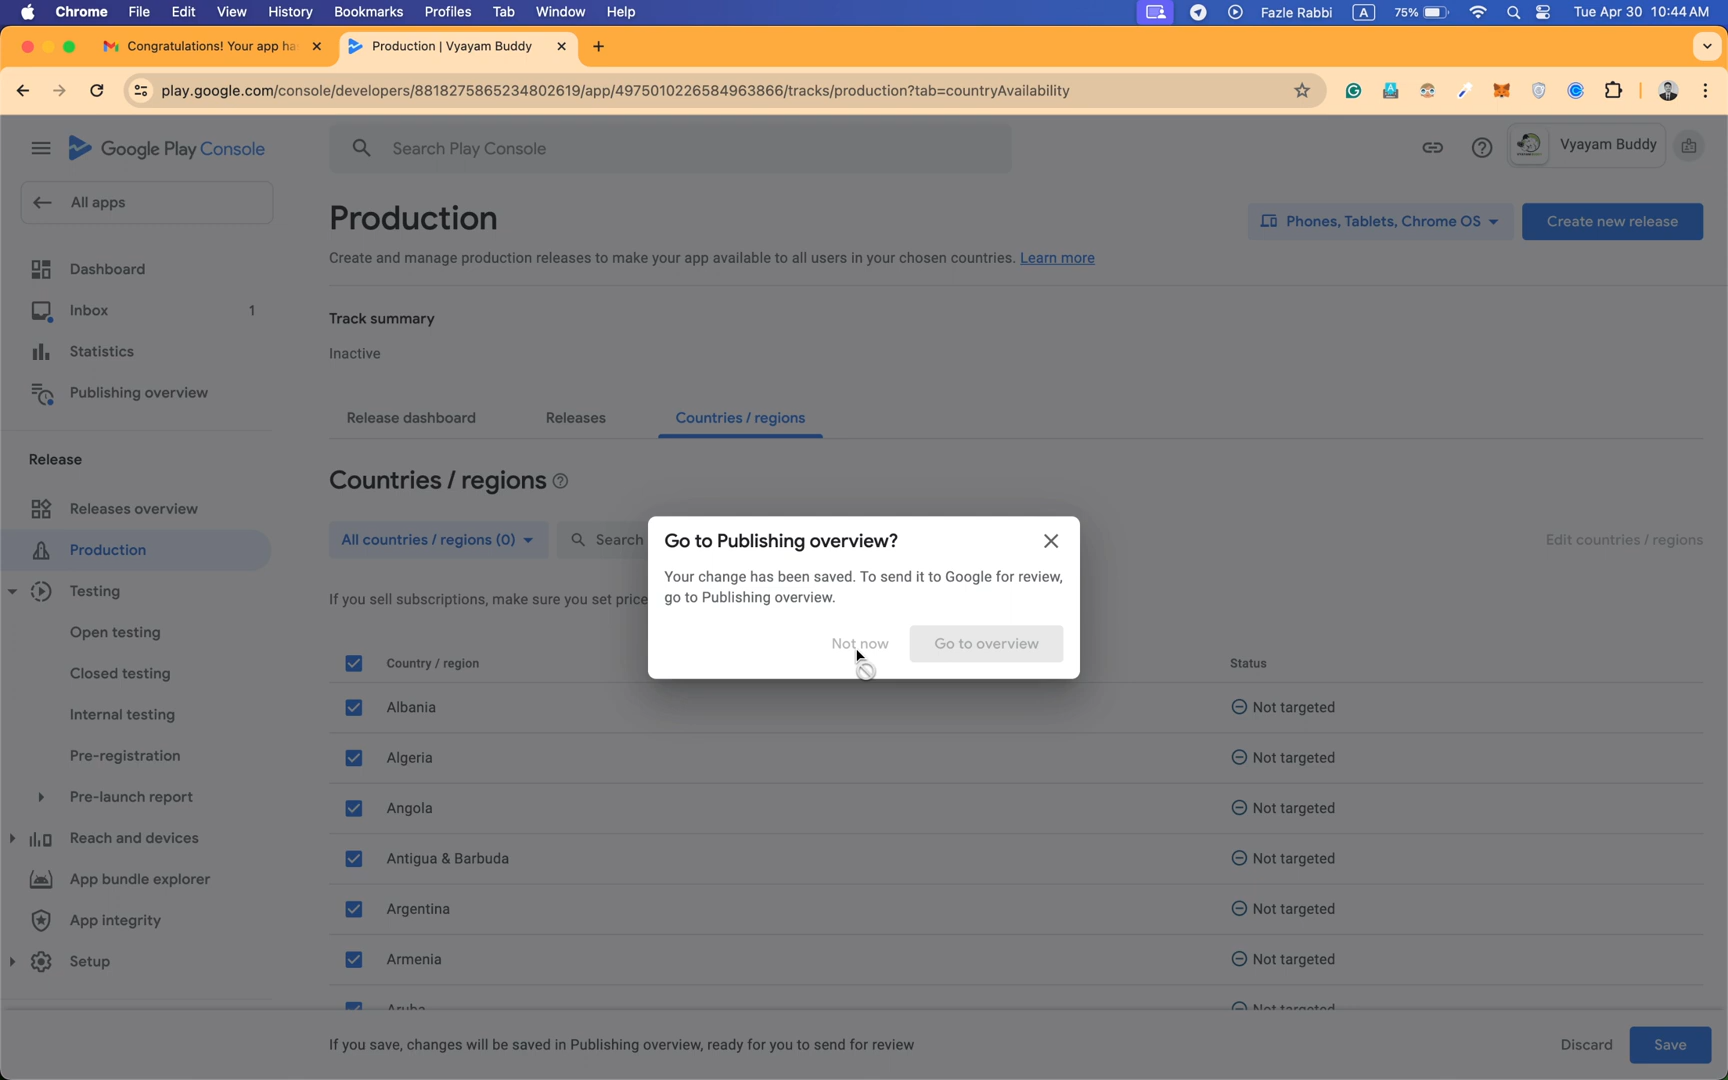 Chrome File Edit View History Bookmarks Profiles Tab Window Help Fazle Rabbi A 75% Tue Apr 30 10:44 AM
Congratulations! Your app ha
Production | Vyayam Buddy
play.google.com/console/developers/8818275865234802619/app/4975010226584963866/tracks/production?tab=countryAvailability
Google Play Console
Search Play Console
Vyayam Buddy
All apps
Dashboard
Inbox 1
Statistics
Publishing overview
Release
Releases overview
Production
Testing
Open testing
Closed testing
Internal testing
Pre-registration
Pre-launch report
Reach and devices
App bundle explorer
App integrity
Setup
Production
Phones, Tablets, Chrome OS
Create new release
Create and manage production releases to make your app available to all users in your chosen countries. Learn more
Track summary
Inactive
Release dashboard Releases Countries / regions
Countries / regions
All countries / regions (0) Search Edit countries / regions
If you sell subscriptions, make sure you set price
Go to Publishing overview?
Your change has been saved. To send it to Google for review,
go to Publishing overview.
Not now Go to overview
Country / region Status
Albania Not targeted
Algeria Not targeted
Angola Not targeted
Antigua & Barbuda Not targeted
Argentina Not targeted
Armenia Not targeted
Aruba Not targeted
If you save, changes will be saved in Publishing overview, ready for you to send for review
Discard Save